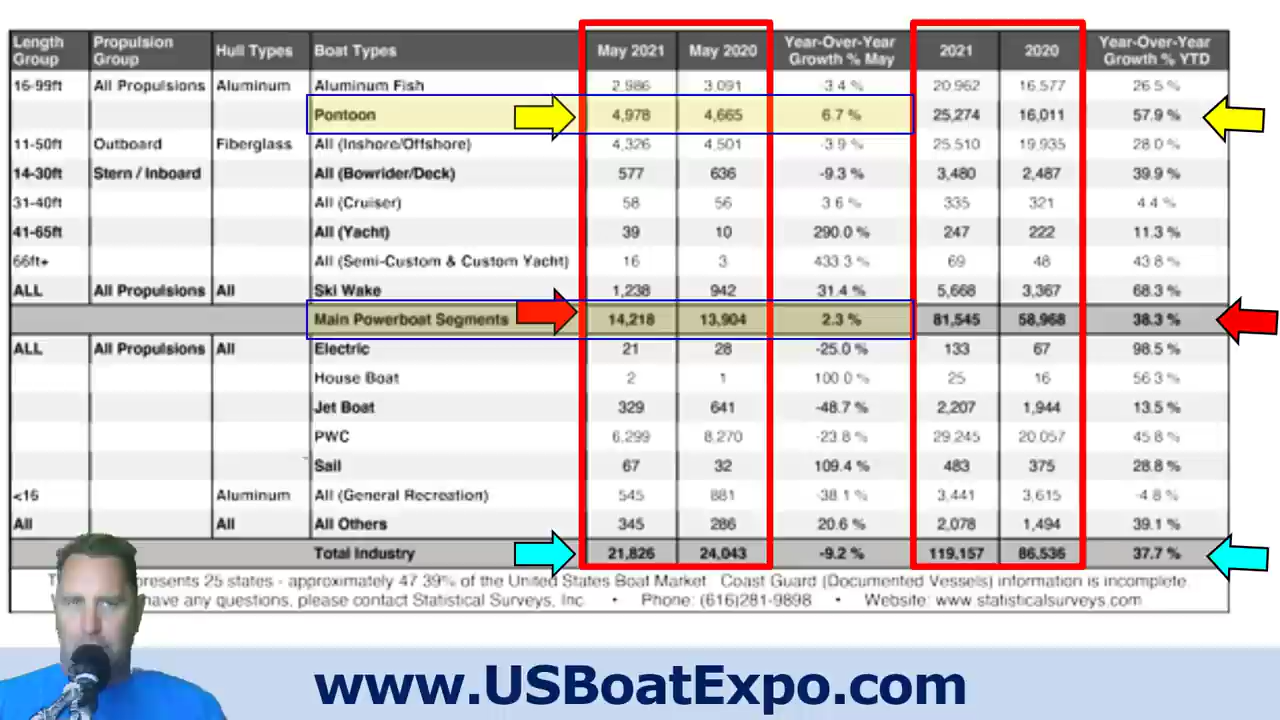 Length Group Propulsion Group Hull Types Boat Types May 2021 May 2020 Year-Over-Year Growth % May 2021 2020 Year-Over-Year Growth % YTD
16-99ft All Propulsions Aluminum Aluminum Fish 2,986 3,091 -3.4 % 20,962 16,577 26.5 %
Pontoon 4,978 4,665 6.7 % 25,274 16,011 57.9 %
11-50ft Outboard Fiberglass All (Inshore/Offshore) 4,326 4,501 -3.9 % 25,510 19,935 28.0 %
14-30ft Stern / Inboard All (Bowrider/Deck) 577 636 -9.3 % 3,480 2,487 39.9 %
31-40ft All (Cruiser) 58 56 3.6 % 335 321 4.4 %
41-65ft All (Yacht) 39 10 290.0 % 247 222 11.3 %
66ft+ All (Semi-Custom & Custom Yacht) 16 3 433.3 % 69 48 43.8 %
ALL All Propulsions All Ski Wake 1,238 942 31.4 % 5,668 3,367 68.3 %
Main Powerboat Segments 14,218 13,904 2.3 % 81,545 58,968 38.3 %
ALL All Propulsions All Electric 21 28 -25.0 % 133 67 98.5 %
House Boat 2 1 100.0 % 25 16 56.3 %
Jet Boat 329 641 -48.7 % 2,207 1,944 13.5 %
PWC 6,299 8,270 -23.8 % 29,245 20,057 45.8 %
Sail 67 32 109.4 % 483 375 28.8 %
<16 Aluminum All (General Recreation) 545 881 -38.1 % 3,441 3,615 -4.8 %
All All All Others 345 286 20.6 % 2,078 1,494 39.1 %
Total Industry 21,826 24,043 -9.2 % 119,157 86,536 37.7 %
25 states - approximately 47.39% of the United States Boat Market. Coast Guard (Documented Vessels) information is incomplete.
have any questions, please contact Statistical Surveys, Inc. • Phone: (616)281-9898 • Website: www.statisticalsurveys.com
www.USBoatExpo.com